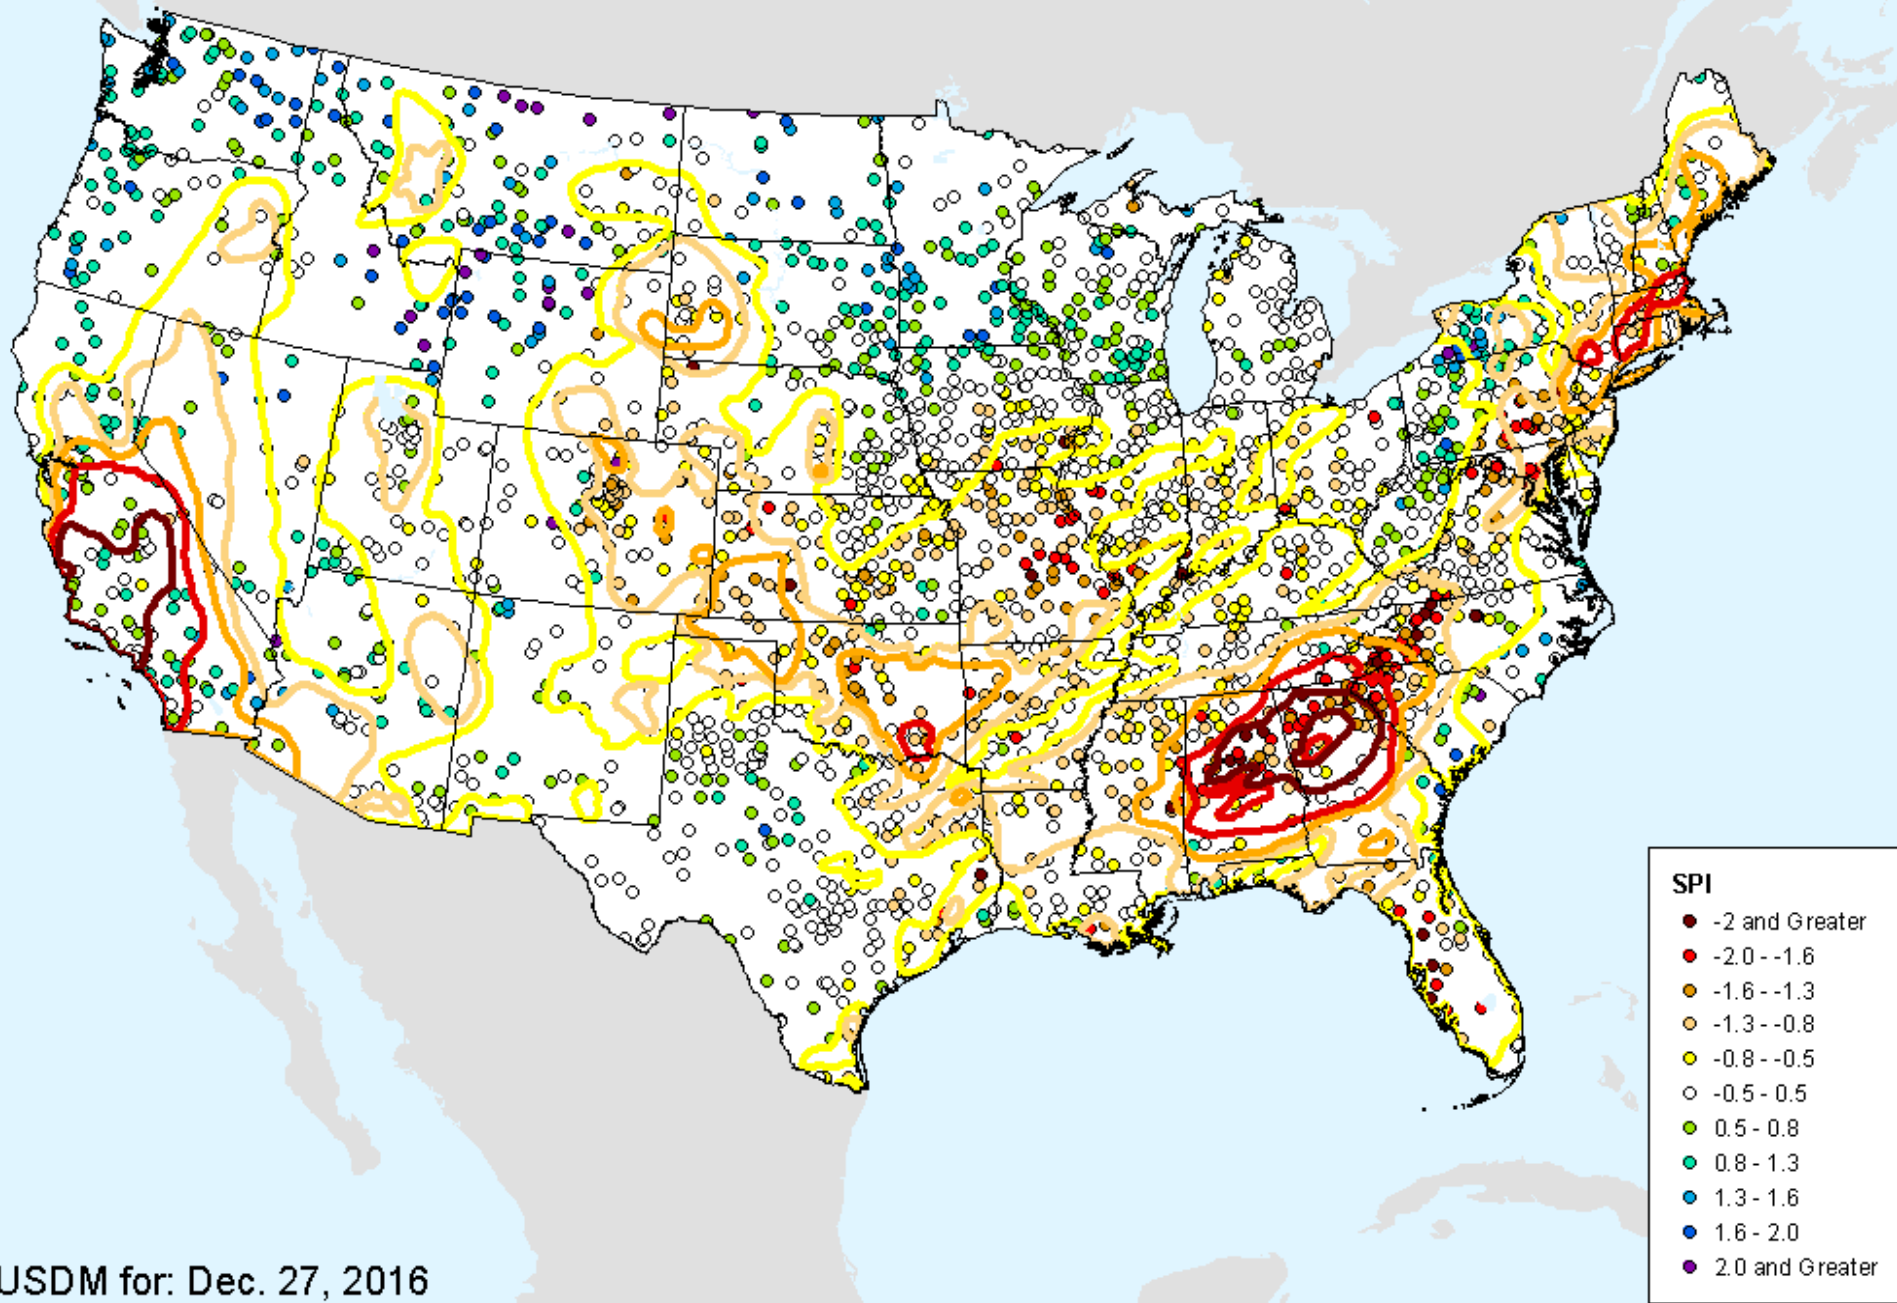 SPI
-2 and Greater
-2.0 - -1.6
-1.6 - -1.3
-1.3 - -0.8
-0.8 - -0.5
-0.5 - 0.5
0.5 - 0.8
0.8 - 1.3
1.3 - 1.6
1.6 - 2.0
2.0 and Greater
USDM for: Dec. 27, 2016